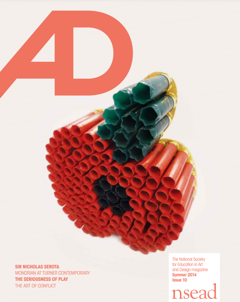 AD
SIR NICHOLAS SEROTA
MONDRIAN AT TURNER CONTEMPORARY
THE SERIOUSNESS OF PLAY
THE ART OF CONFLICT
The National Society
for Education in Art
and Design magazine
Summer 2014
Issue 10
nsead